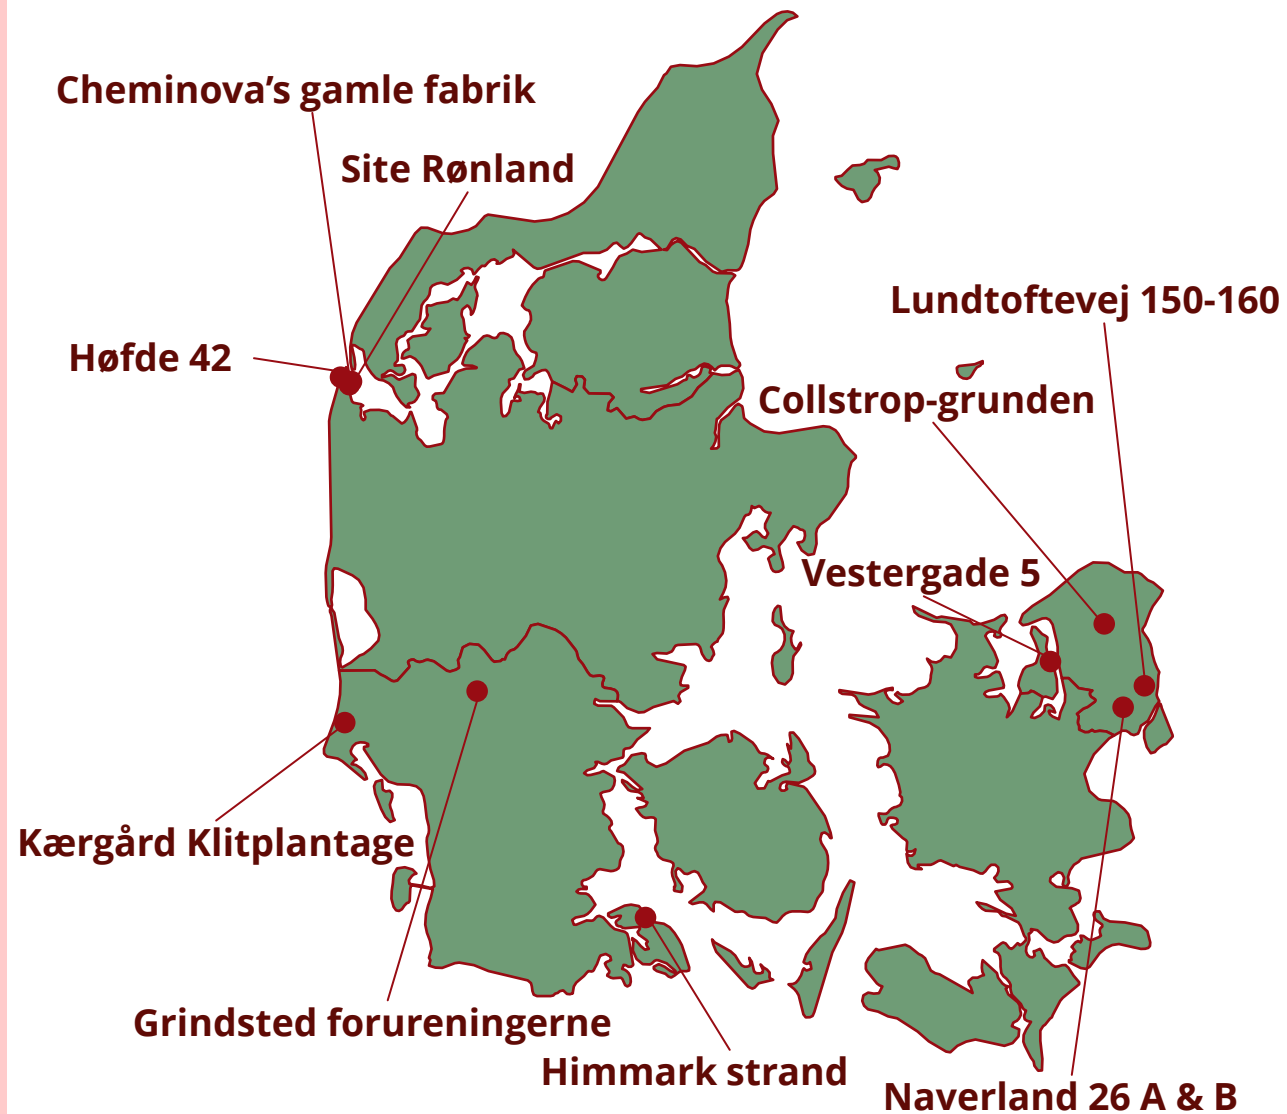 Cheminova’s gamle fabrik
Site Rønland
Lundtoftevej 150-160
Høfde 42
Collstrop-grunden
Vestergade 5
Kærgård Klitplantage
Grindsted forureningerne
Himmark strand
Naverland 26 A & B